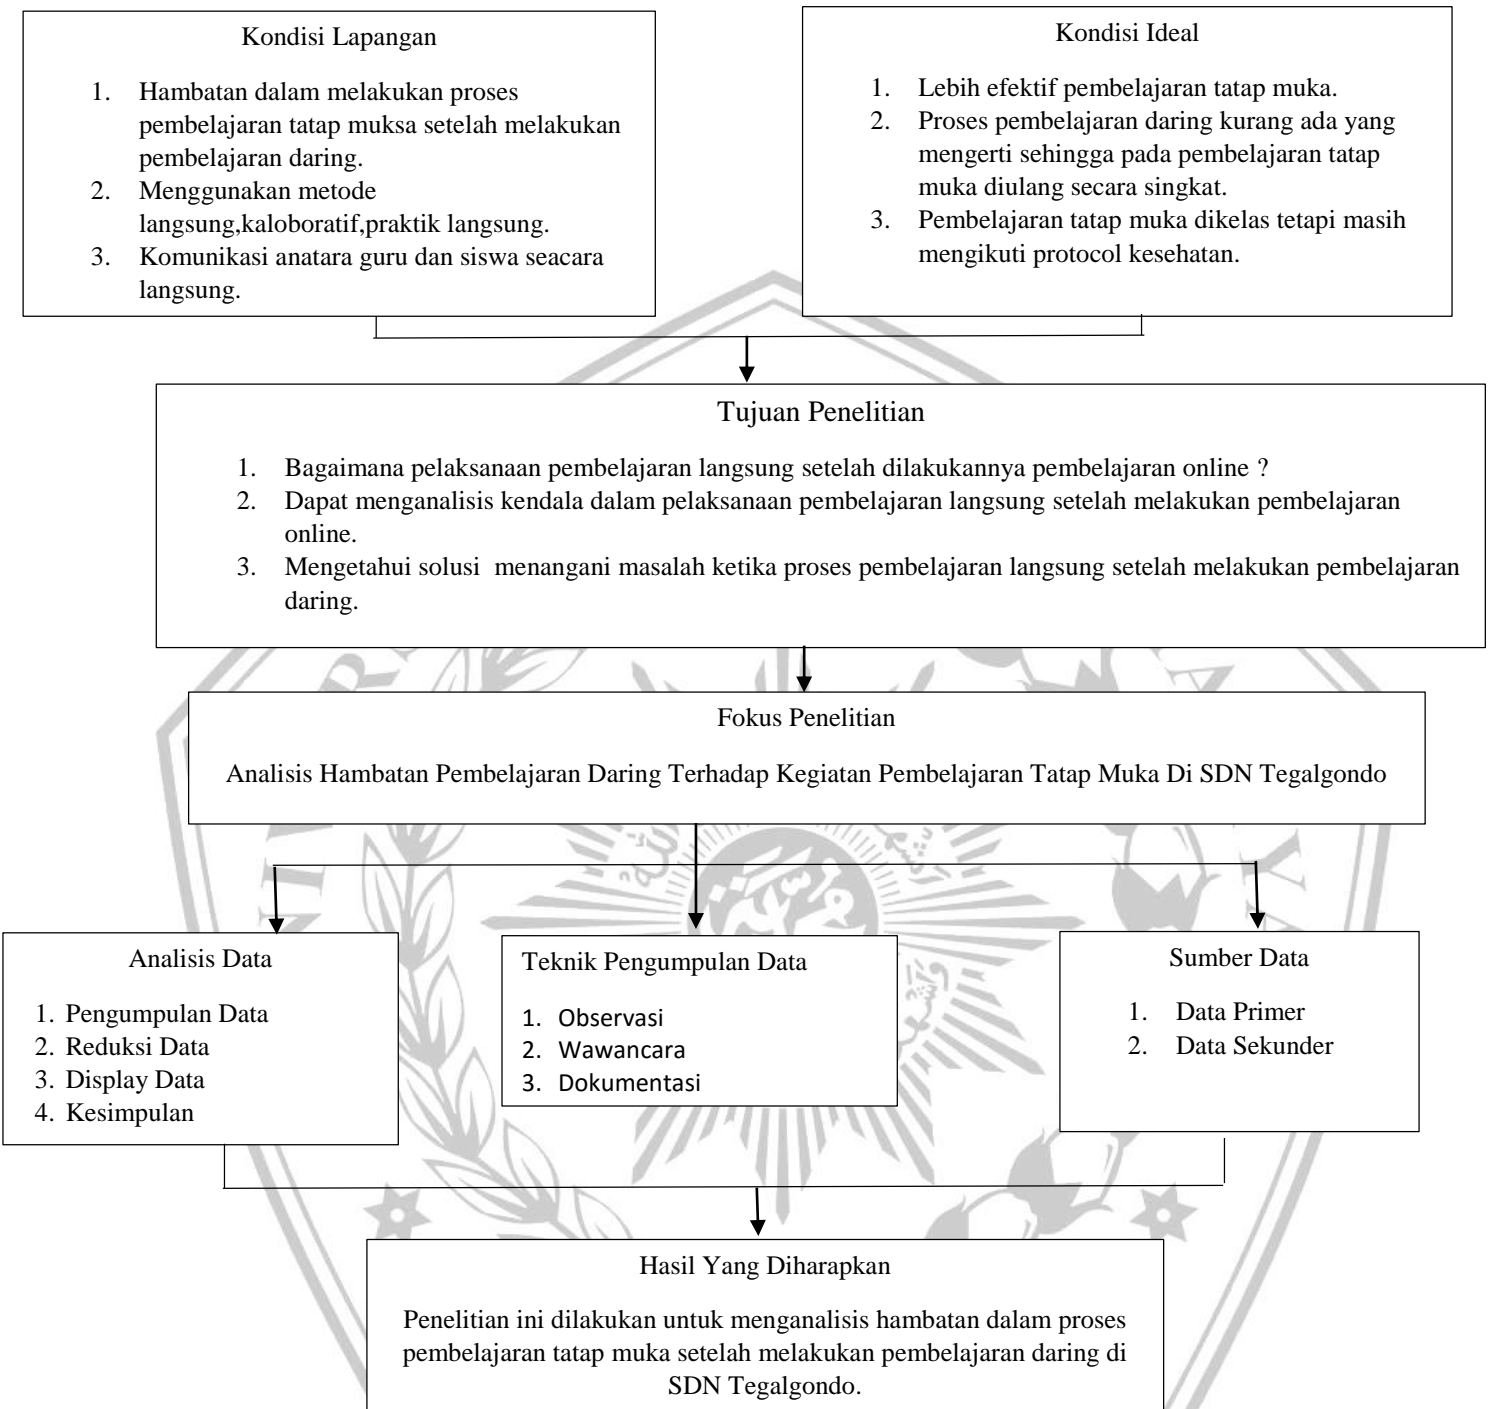 Kondisi Lapangan
1. Hambatan dalam melakukan proses
pembelajaran tatap muksa setelah melakukan
pembelajaran daring.
2. Menggunakan metode
langsung,kaloboratif,praktik langsung.
3. Komunikasi anatara guru dan siswa seacara
langsung.
Kondisi Ideal
1. Lebih efektif pembelajaran tatap muka.
2. Proses pembelajaran daring kurang ada yang
mengerti sehingga pada pembelajaran tatap
muka diulang secara singkat.
3. Pembelajaran tatap muka dikelas tetapi masih
mengikuti protocol kesehatan.
Tujuan Penelitian
1. Bagaimana pelaksanaan pembelajaran langsung setelah dilakukannya pembelajaran online ?
2. Dapat menganalisis kendala dalam pelaksanaan pembelajaran langsung setelah melakukan pembelajaran
online.
3. Mengetahui solusi  menangani masalah ketika proses pembelajaran langsung setelah melakukan pembelajaran
daring.
Fokus Penelitian
Analisis Hambatan Pembelajaran Daring Terhadap Kegiatan Pembelajaran Tatap Muka Di SDN Tegalgondo
Analisis Data
1. Pengumpulan Data
2. Reduksi Data
3. Display Data
4. Kesimpulan
Teknik Pengumpulan Data
1. Observasi
2. Wawancara
3. Dokumentasi
Sumber Data
1. Data Primer
2. Data Sekunder
Hasil Yang Diharapkan
Penelitian ini dilakukan untuk menganalisis hambatan dalam proses
pembelajaran tatap muka setelah melakukan pembelajaran daring di
SDN Tegalgondo.